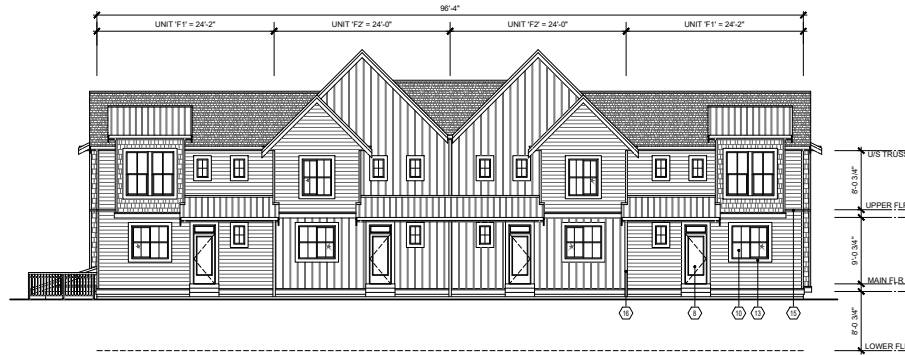 96'-4"
UNIT 'F1' = 24'-2"
UNIT 'F2' = 24'-0"
UNIT 'F2' = 24'-0"
UNIT 'F1' = 24'-2"
U/S TRUSS
8'-0 3/4"
UPPER FL
9'-0 3/4"
MAIN FLR
8'-0 3/4"
LOWER FL
16
8
10
13
15